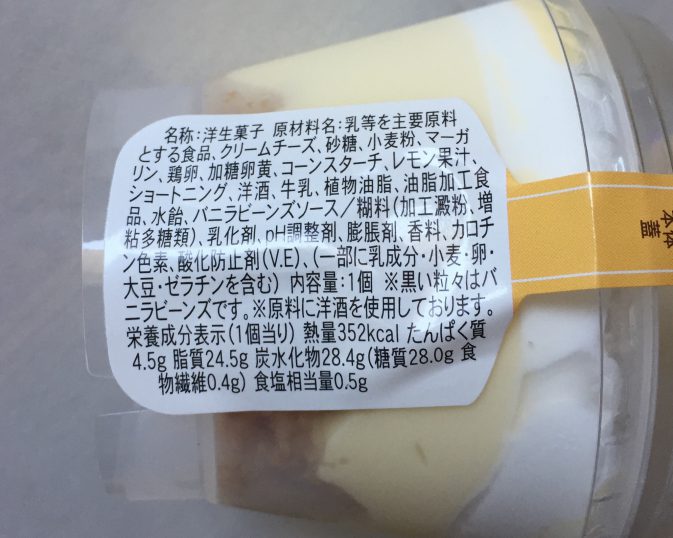 名称:洋生菓子 原材料名:乳等を主要原料
とする食品、クリームチーズ、砂糖、小麦粉、マーガ
リン、鶏卵、加糖卵黄、コーンスターチ、レモン果汁、
ショートニング、洋酒、牛乳、植物油脂、油脂加工食
品、水飴、バニラビーンズソース/糊料(加工澱粉、増
粘多糖類)、乳化剤、pH調整剤、膨脹剤、香料、カロチ
ン色素、酸化防止剤(V.E)、(一部に乳成分・小麦・卵・
大豆・ゼラチンを含む) 内容量:1個 ※黒い粒々はバ
ニラビーンズです。※原料に洋酒を使用しております。
栄養成分表示(1個当り) 熱量352kcal たんぱく質
4.5g 脂質24.5g 炭水化物28.4g(糖質28.0g 食
物繊維0.4g) 食塩相当量0.5g
本体
蓋